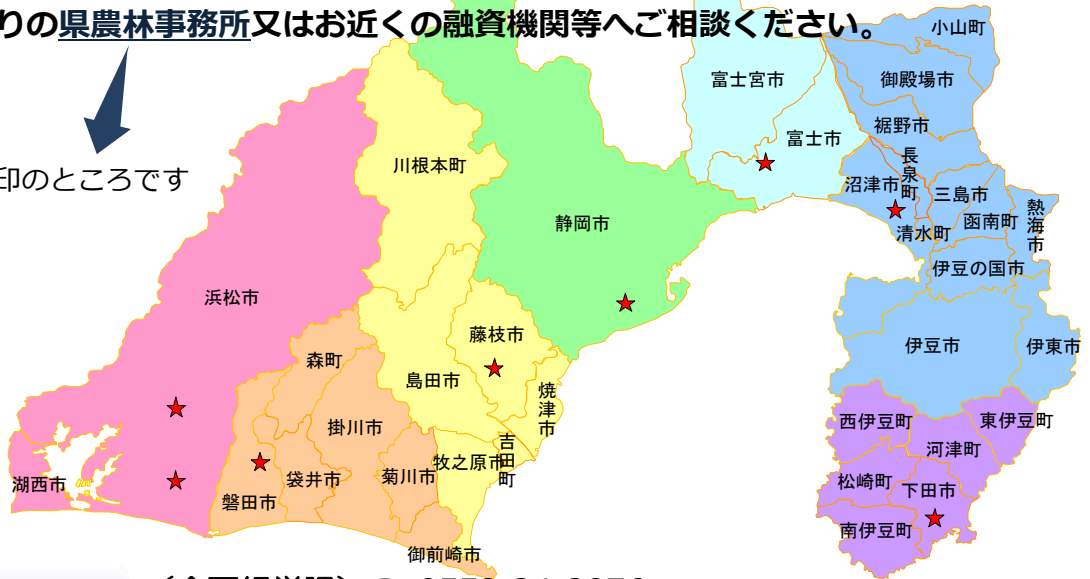 りの県農林事務所又はお近くの融資機関等へご相談ください。
印のところです
小山町
御殿場市
富士宮市
裾野市
富士市
長泉町
川根本町
沼津市
三島市
熱海市
函南町
静岡市
清水町
伊豆の国市
浜松市
藤枝市
伊豆市
伊東市
森町
島田市
焼津市
掛川市
西伊豆町
東伊豆町
吉田町
河津町
牧之原市
菊川市
袋井市
湖西市
松崎町
下田市
磐田市
南伊豆町
御前崎市